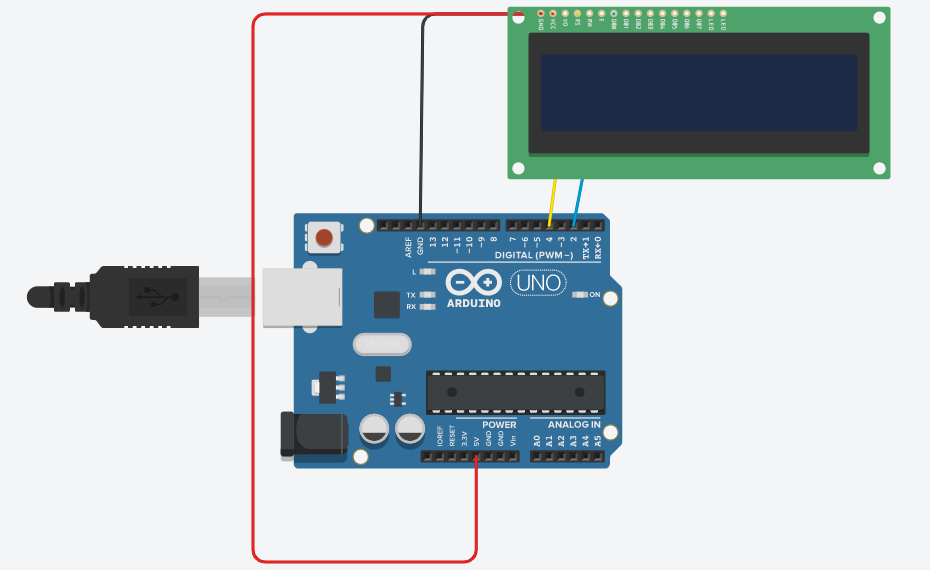 GND VCC VO RS RW E DB0 DB1 DB2 DB3 DB4 DB5 DB6 DB7 LED LED
AREF GND 13 12 ~11 ~10 ~9 8 7 ~6 ~5 4 ~3 2 TX→1 RX←0
DIGITAL (PWM~)
L
TX
RX
ARDUINO
UNO
ON
POWER
ANALOG IN
IOREF RESET 3.3V 5V GND GND Vin A0 A1 A2 A3 A4 A5